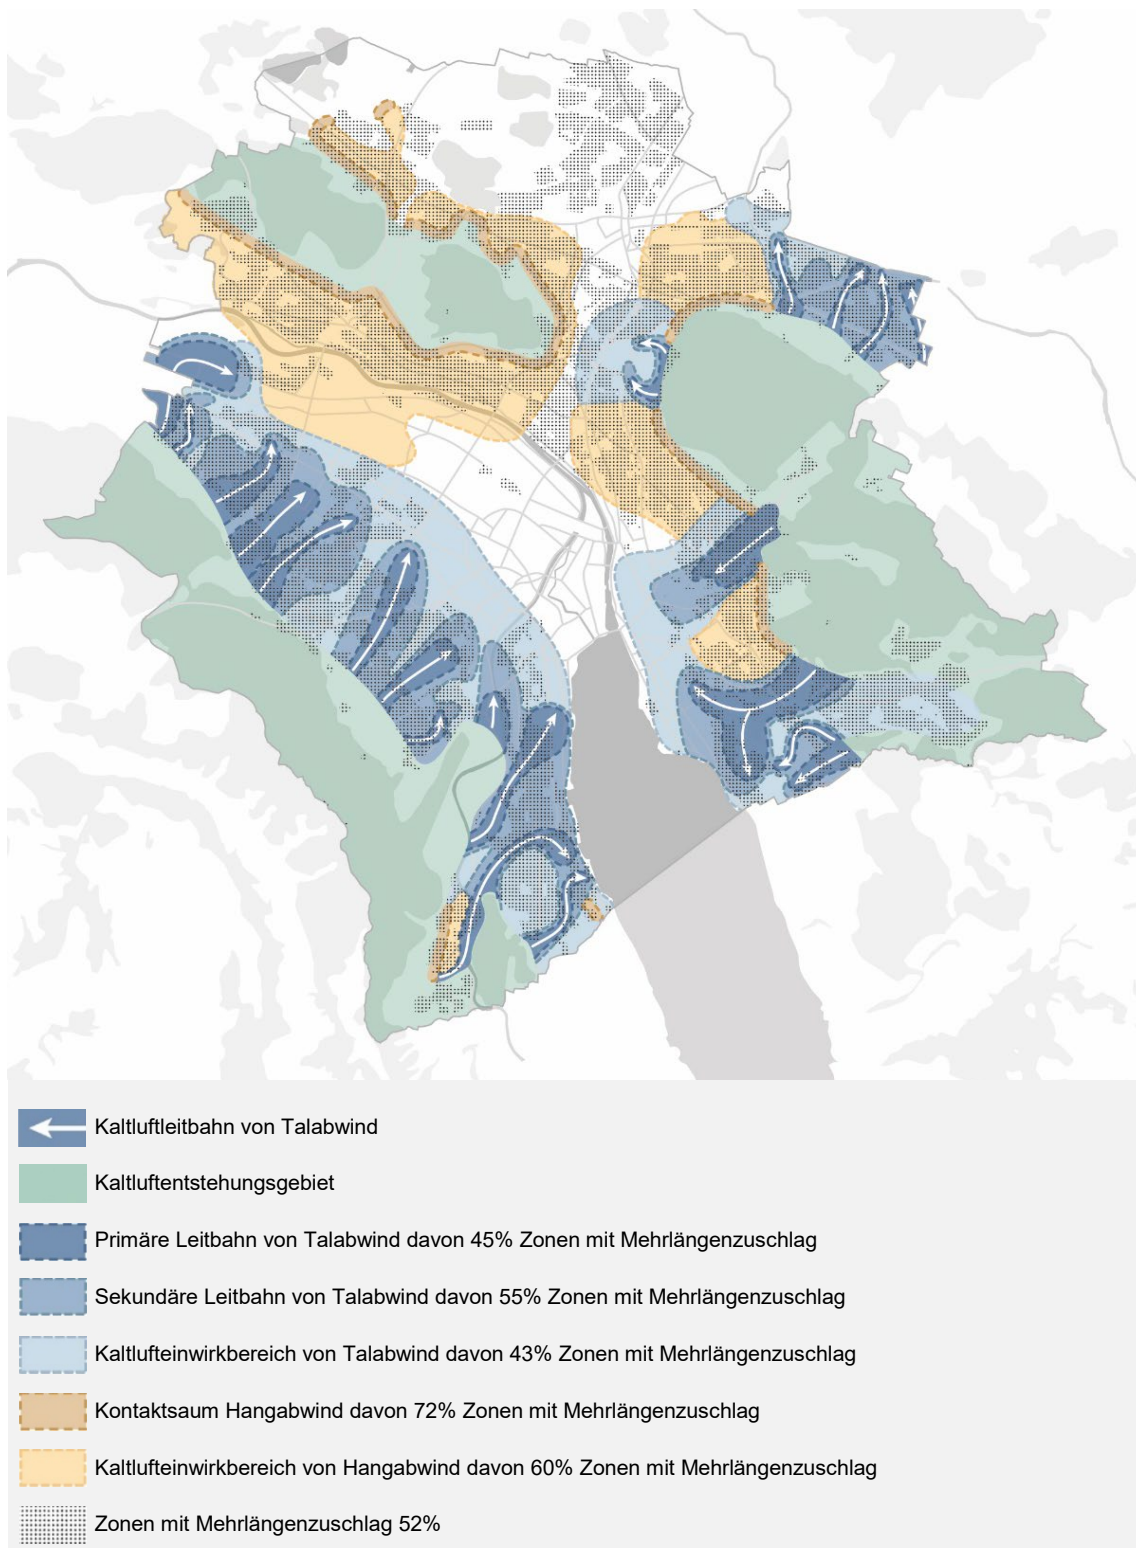 Kaltluftleitbahn von Talabwind
Kaltluftentstehungsgebiet
Primäre Leitbahn von Talabwind davon 45% Zonen mit Mehrlängenzuschlag
Sekundäre Leitbahn von Talabwind davon 55% Zonen mit Mehrlängenzuschlag
Kaltlufteinwirkbereich von Talabwind davon 43% Zonen mit Mehrlängenzuschlag
Kontaktsaum Hangabwind davon 72% Zonen mit Mehrlängenzuschlag
Kaltlufteinwirkbereich von Hangabwind davon 60% Zonen mit Mehrlängenzuschlag
Zonen mit Mehrlängenzuschlag 52%